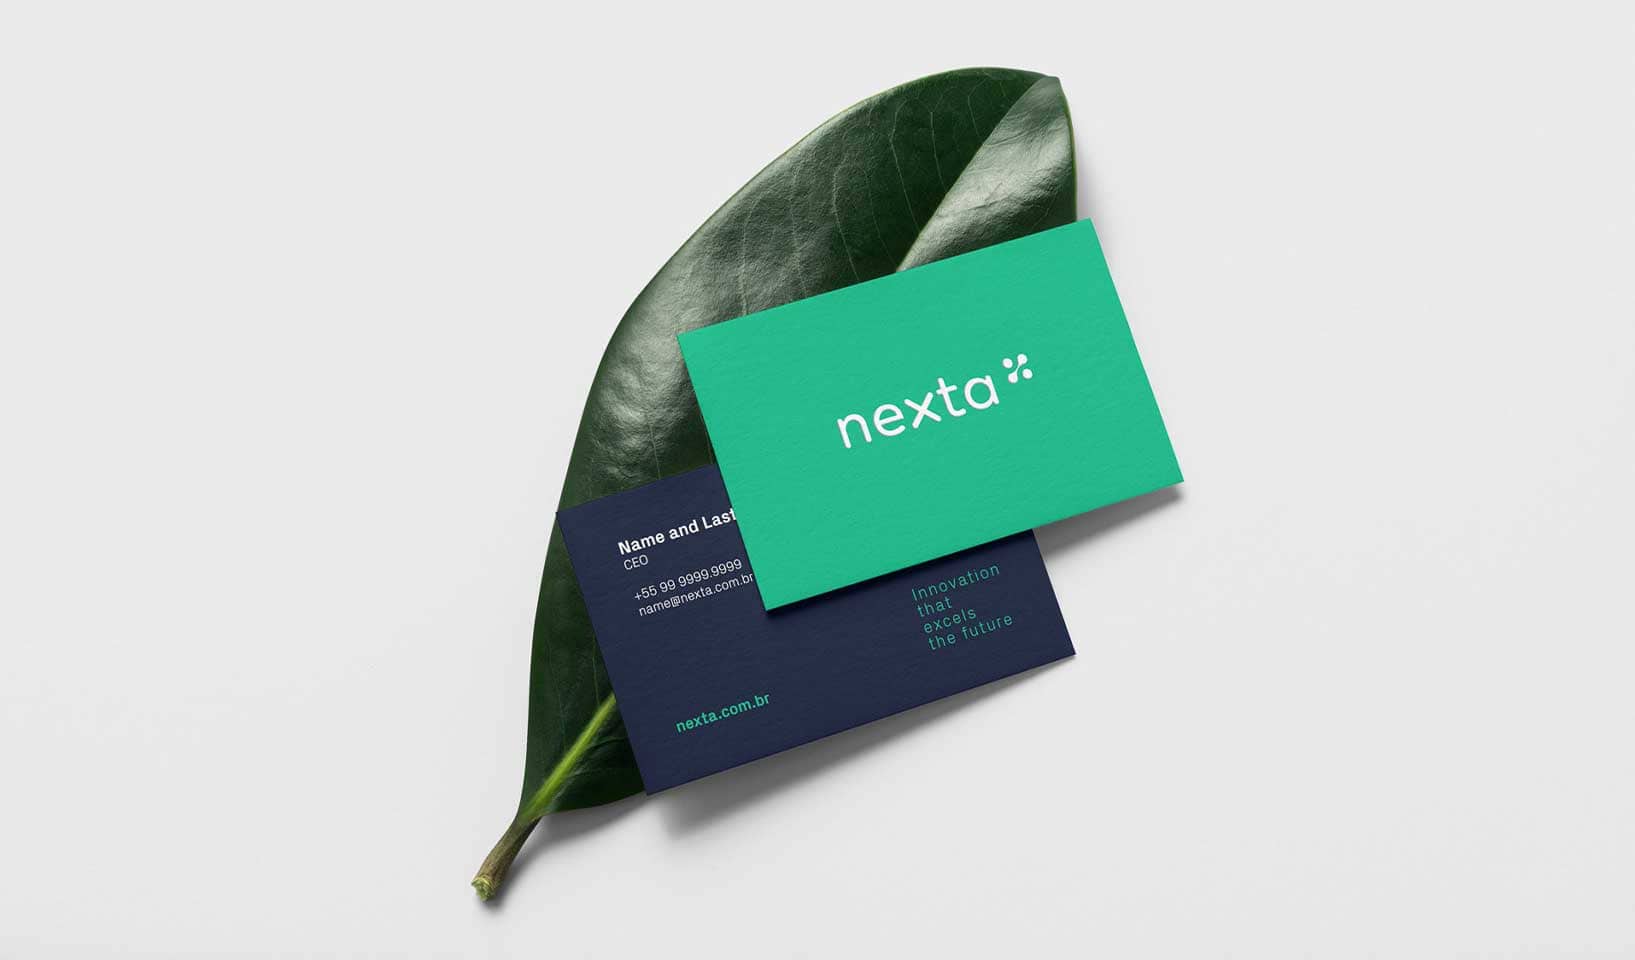 nexta
Name and Last
CEO
+55 99 9999.9999
name@nexta.com.br
Innovation
that
excels
the future
nexta.com.br